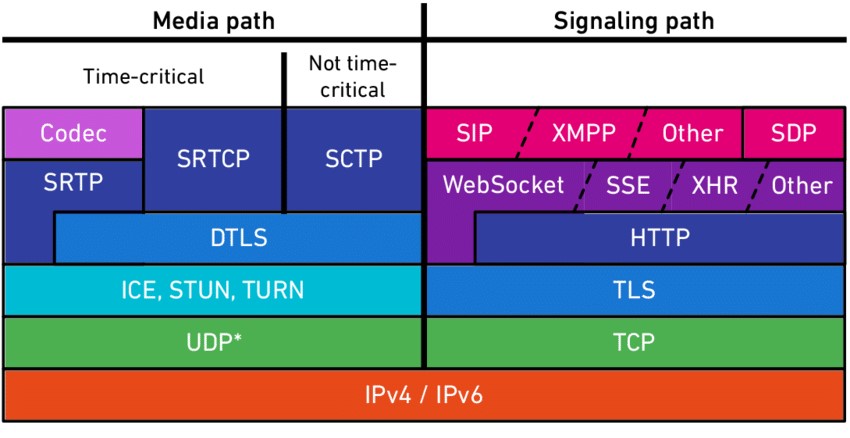 Media path
Signaling path
Time-critical
Not time-
critical
Codec
SRTCP
SCTP
SIP
XMPP
Other
SDP
SRTP
WebSocket
SSE
XHR
Other
DTLS
HTTP
ICE, STUN, TURN
TLS
UDP*
TCP
IPv4 / IPv6